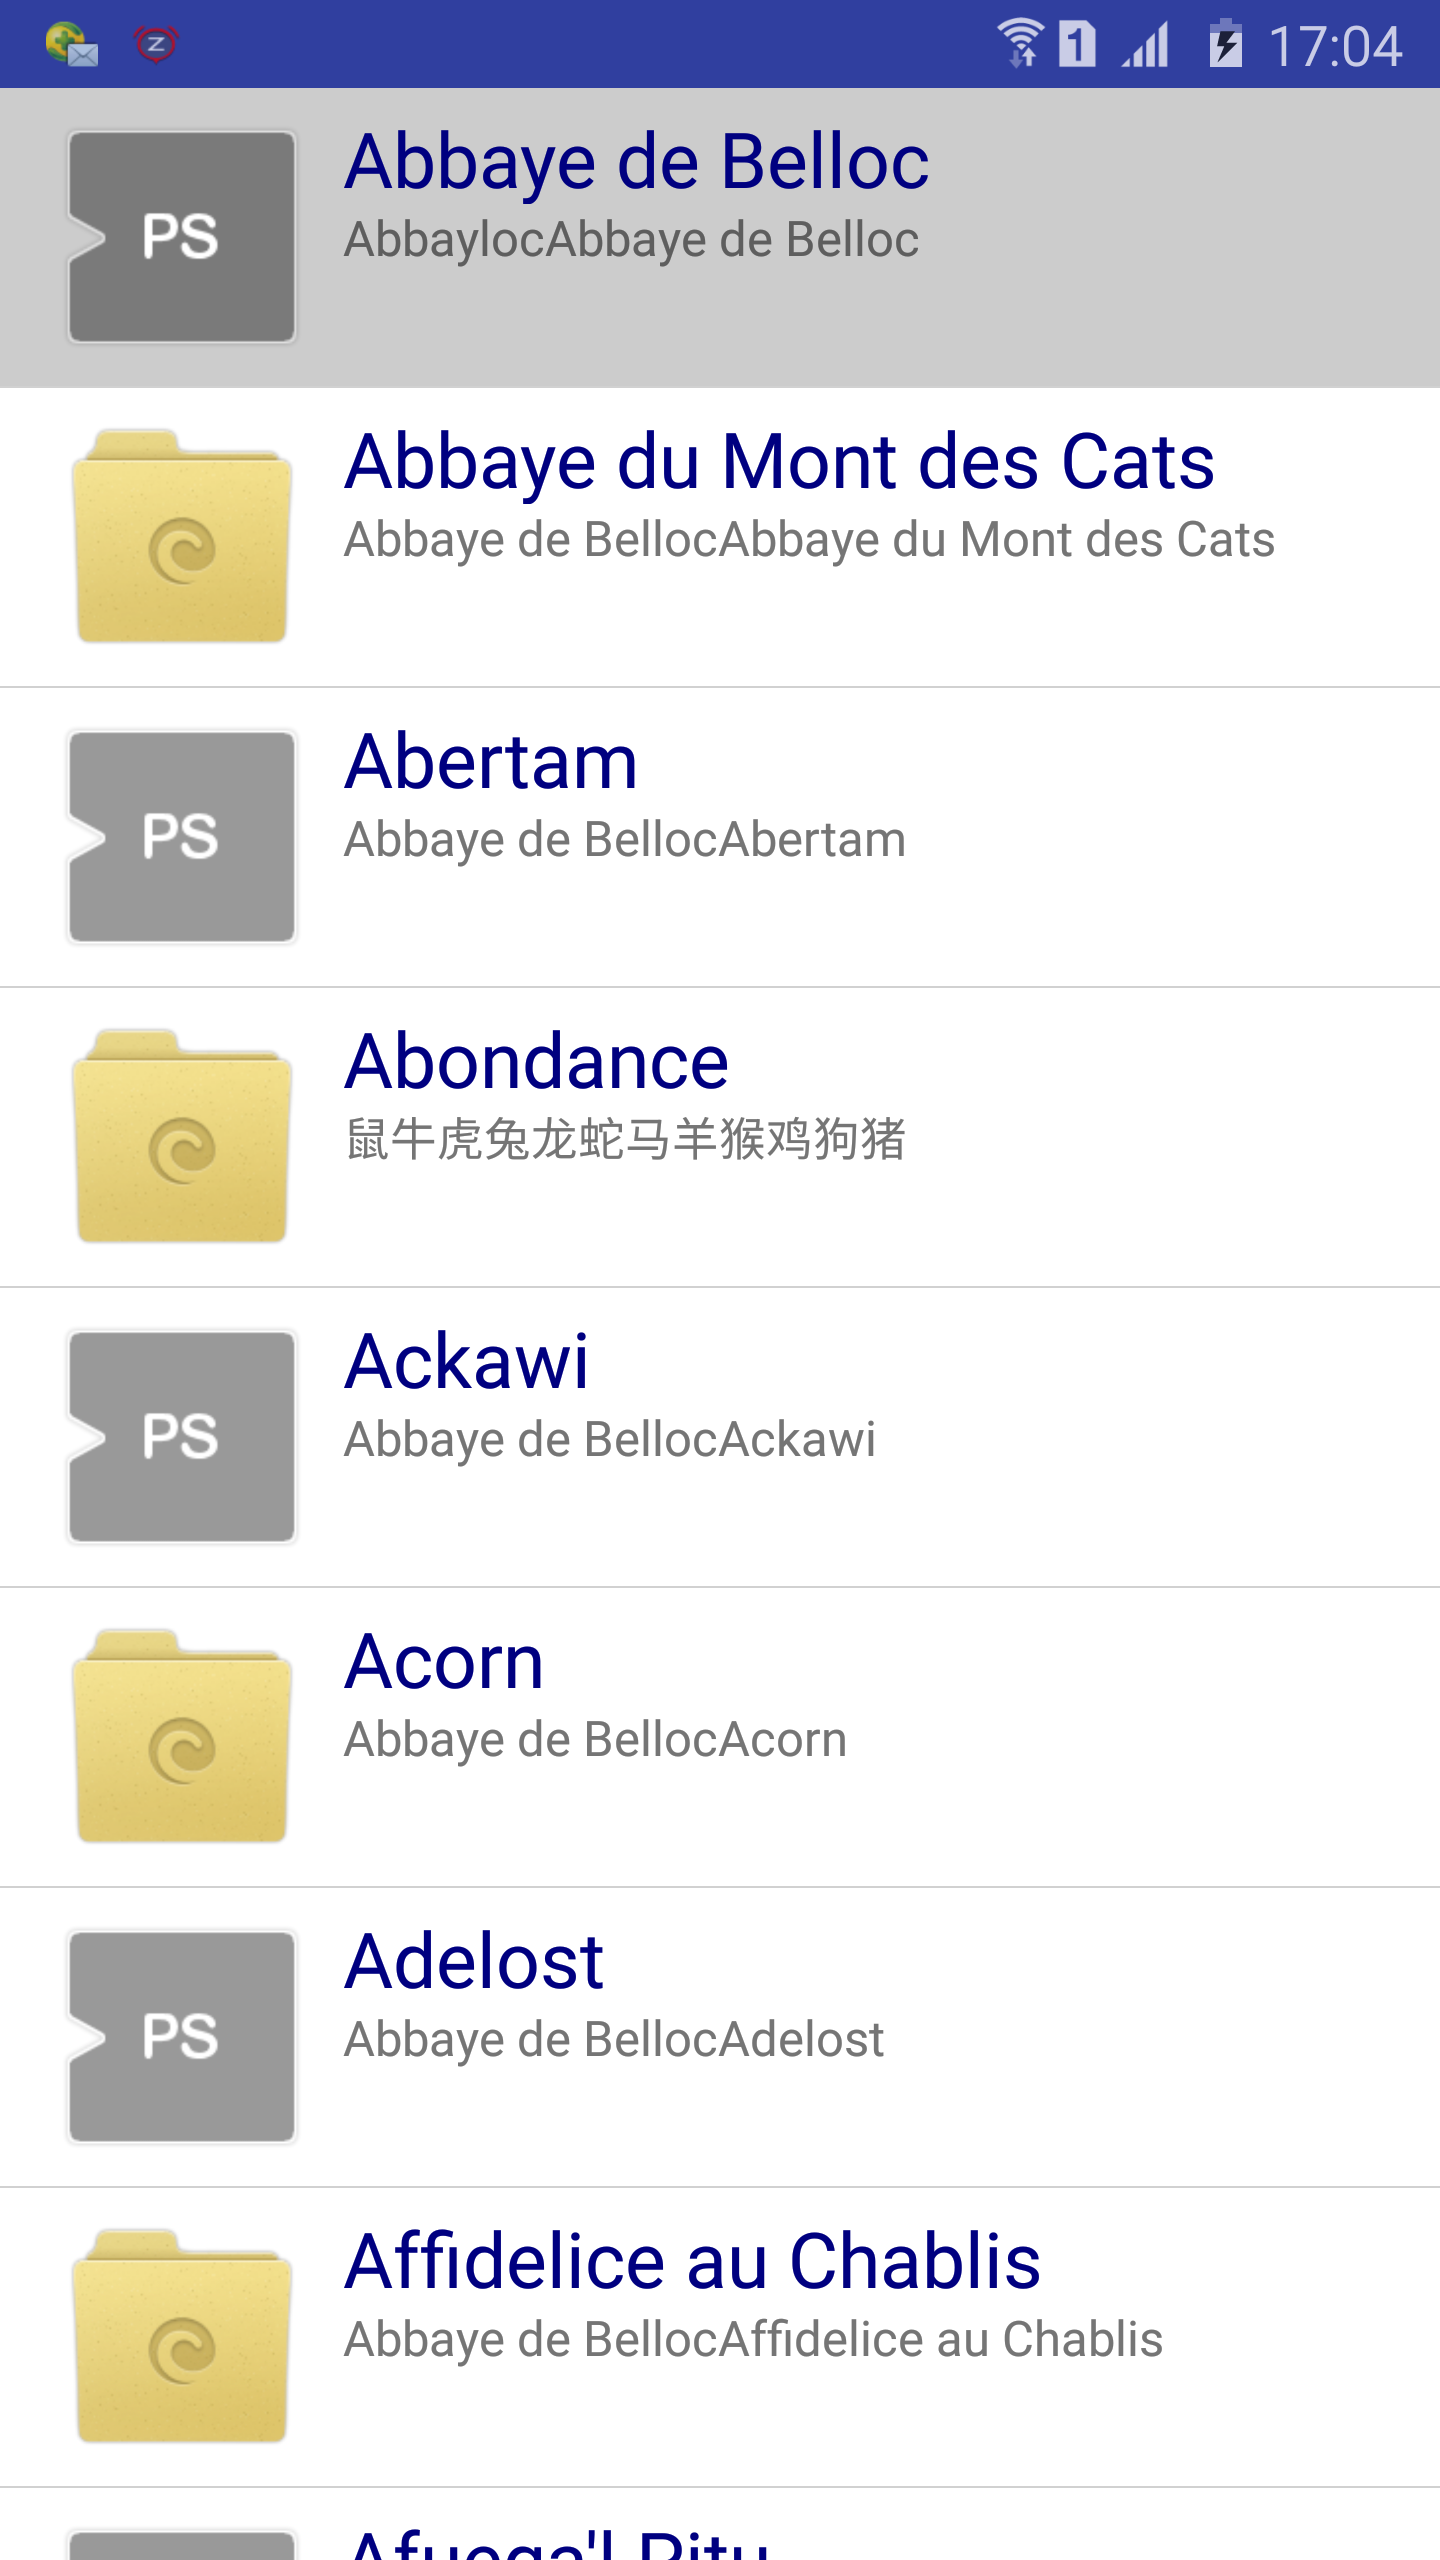 17:04
PS
Abbaye de Belloc
AbbaylocAbbaye de Belloc
Abbaye du Mont des Cats
Abbaye de BellocAbbaye du Mont des Cats
PS
Abertam
Abbaye de BellocAbertam
Abondance
鼠牛虎兔龙蛇马羊猴鸡狗猪
PS
Ackawi
Abbaye de BellocAckawi
Acorn
Abbaye de BellocAcorn
PS
Adelost
Abbaye de BellocAdelost
Affidelice au Chablis
Abbaye de BellocAffidelice au Chablis
Afuega'l Pitu